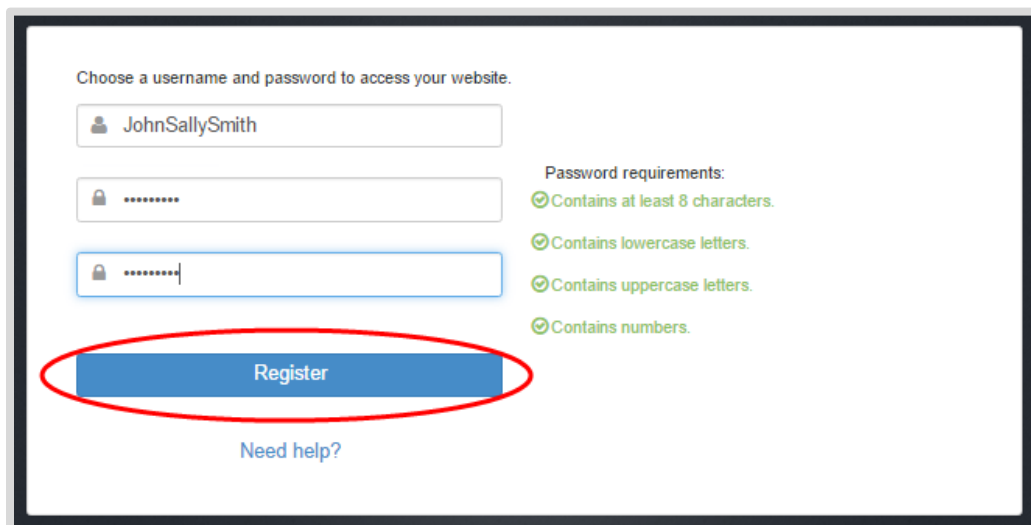 Choose a username and password to access your website.
JohnSallySmith
Password requirements:
•••••••••
Contains at least 8 characters.
Contains lowercase letters.
•••••••••
Contains uppercase letters.
Contains numbers.
Register
Need help?